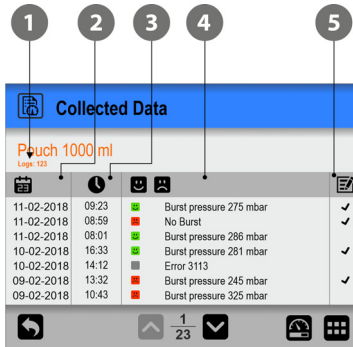 1 2 3 4 5
Collected Data
Pouch 1000 ml
Logs: 123
23
11-02-2018 09:23 Burst pressure 275 mbar
11-02-2018 08:59 No Burst
11-02-2018 08:01 Burst pressure 286 mbar
10-02-2018 16:33 Burst pressure 281 mbar
10-02-2018 14:12 Error 3113
09-02-2018 13:32 Burst pressure 245 mbar
09-02-2018 10:43 Burst pressure 325 mbar
1
23